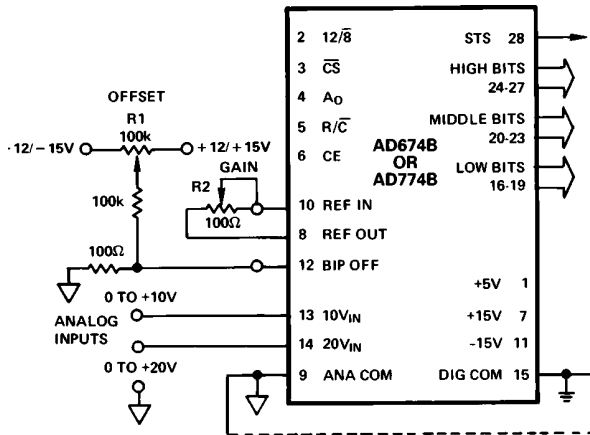 2 12/8̅ STS 28
3 C̅S̅ HIGH BITS
24-27
4 A₀
OFFSET
R1
100k
5 R/C̅ MIDDLE BITS
20-23
· 12/− 15V + 12/+ 15V
6 CE AD674B
OR
AD774B
LOW BITS
16-19
GAIN
R2
100Ω
100k
10 REF IN
8 REF OUT
100Ω
12 BIP OFF
+5V 1
0 TO +10V
ANALOG
INPUTS
13 10VIN +15V 7
14 20VIN -15V 11
0 TO +20V
9 ANA COM DIG COM 15